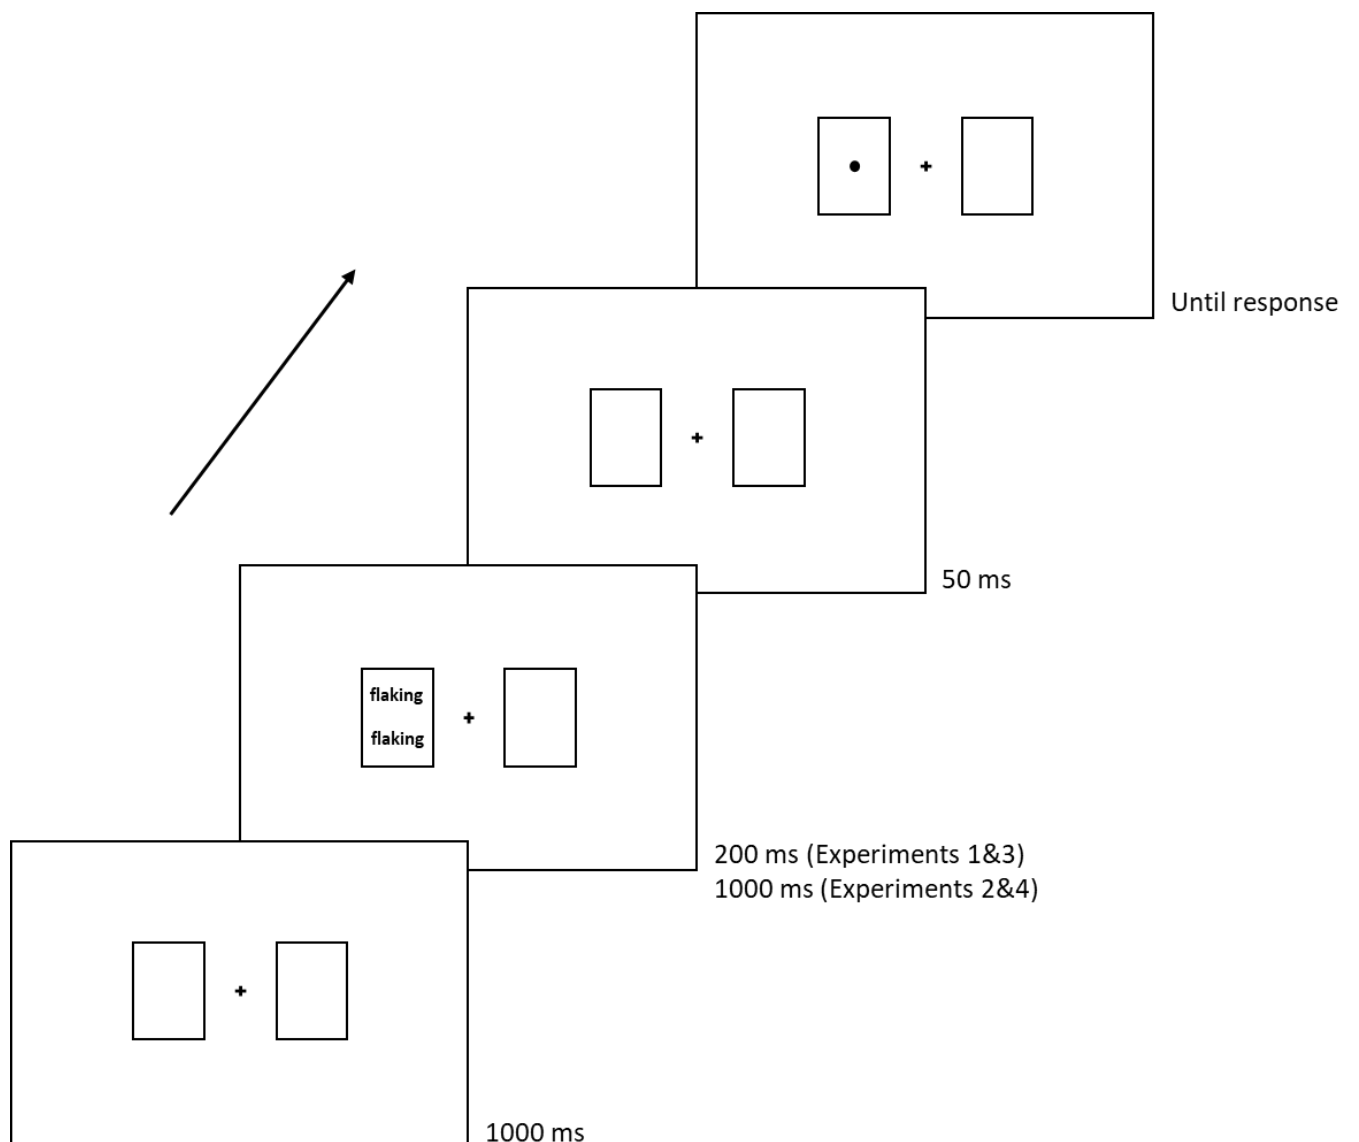 Until response
50 ms
flaking
flaking
200 ms (Experiments 1&3)
1000 ms (Experiments 2&4)
1000 ms